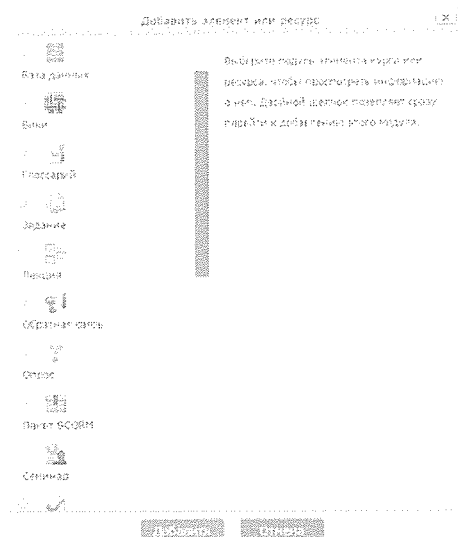 Добавить элемент или ресурс
База данных
Вики
Глоссарий
Задание
Лекция
Обратная связь
Опрос
Пакет SCORM
Семинар
Выберите модуль элемента курса или
ресурса, чтобы просмотреть информацию
о нем. Двойной щелчок позволяет сразу
перейти к добавлению этого модуля.
Добавить
Отмена